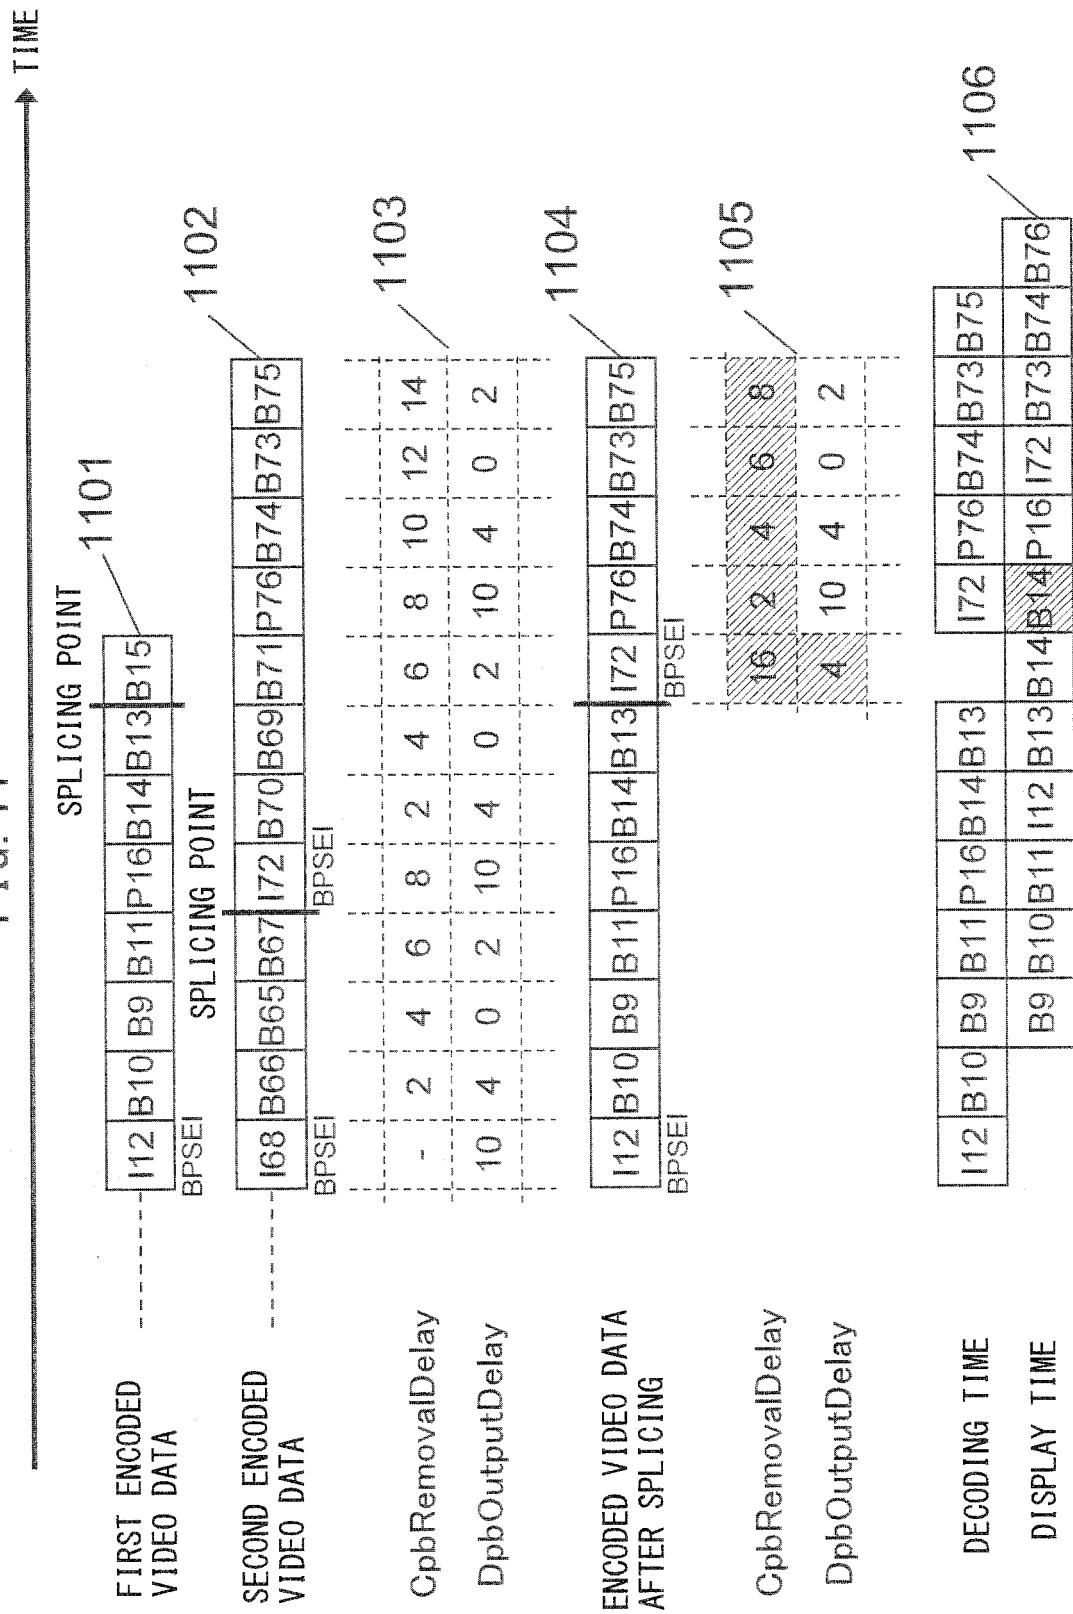 TIME
SPLICING POINT
1101
FIRST ENCODED
VIDEO DATA
I12 B10 B9 B11 P16 B14 B13 B15
BPSEI
SPLICING POINT
1102
SECOND ENCODED
VIDEO DATA
I68 B66 B65 B67 I72 B70 B69 B71 P76 B74 B73 B75
BPSEI BPSEI
1103
CpbRemovalDelay
- 2 4 6 8 2 4 6 8 10 12 14
DpbOutputDelay
10 4 0 2 10 4 0 2 10 4 0 2
1104
ENCODED VIDEO DATA
AFTER SPLICING
I12 B10 B9 B11 P16 B14 B13 I72 P76 B74 B73 B75
BPSEI BPSEI
1105
CpbRemovalDelay
16 2 4 6 8
DpbOutputDelay
4 10 4 0 2
1106
DECODING TIME
I12 B10 B9 B11 P16 B14 B13 I72 P76 B74 B73 B75
DISPLAY TIME
B9 B10 B11 I12 B13 B14 B14 P16 I72 B73 B74 B76